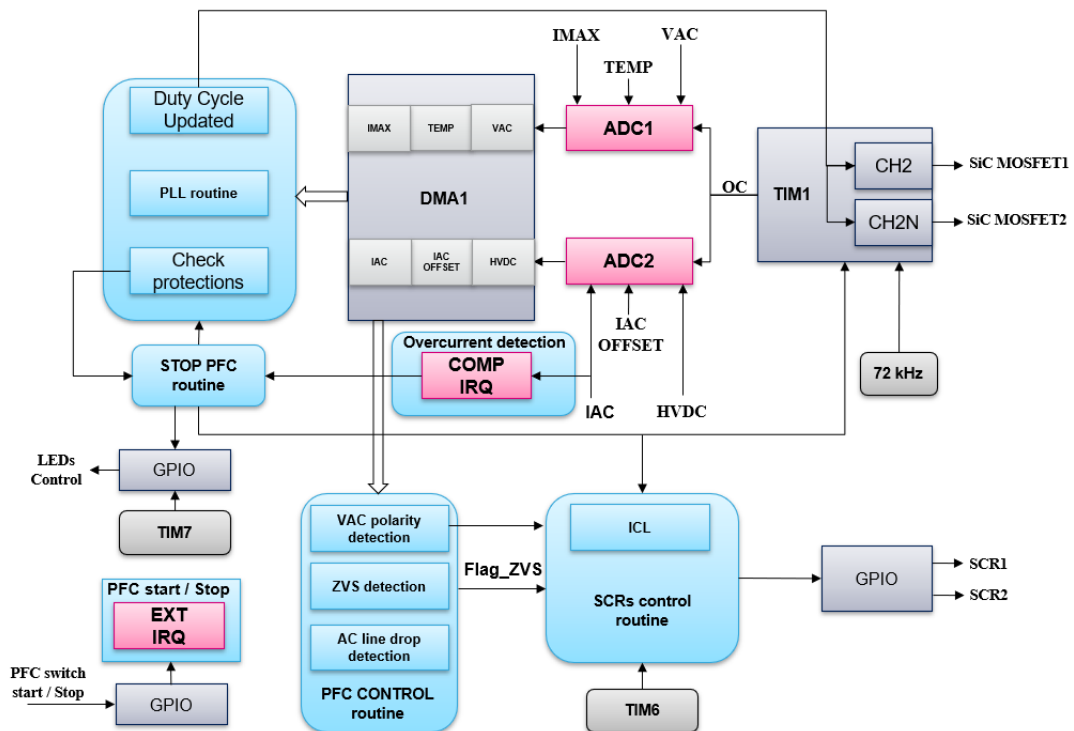 IMAX
VAC
TEMP
Duty Cycle
Updated
PLL routine
Check
protections
IMAX
TEMP
VAC
DMA1
IAC
IAC
OFFSET
HVDC
ADC1
ADC2
OC
TIM1
CH2
CH2N
SiC MOSFET1
SiC MOSFET2
72 kHz
IAC
OFFSET
IAC
HVDC
Overcurrent detection
COMP
IRQ
STOP PFC
routine
LEDs
Control
GPIO
TIM7
PFC start / Stop
EXT
IRQ
PFC switch
start / Stop
GPIO
VAC polarity
detection
ZVS detection
AC line drop
detection
PFC CONTROL
routine
Flag_ZVS
ICL
SCRs control
routine
TIM6
GPIO
SCR1
SCR2